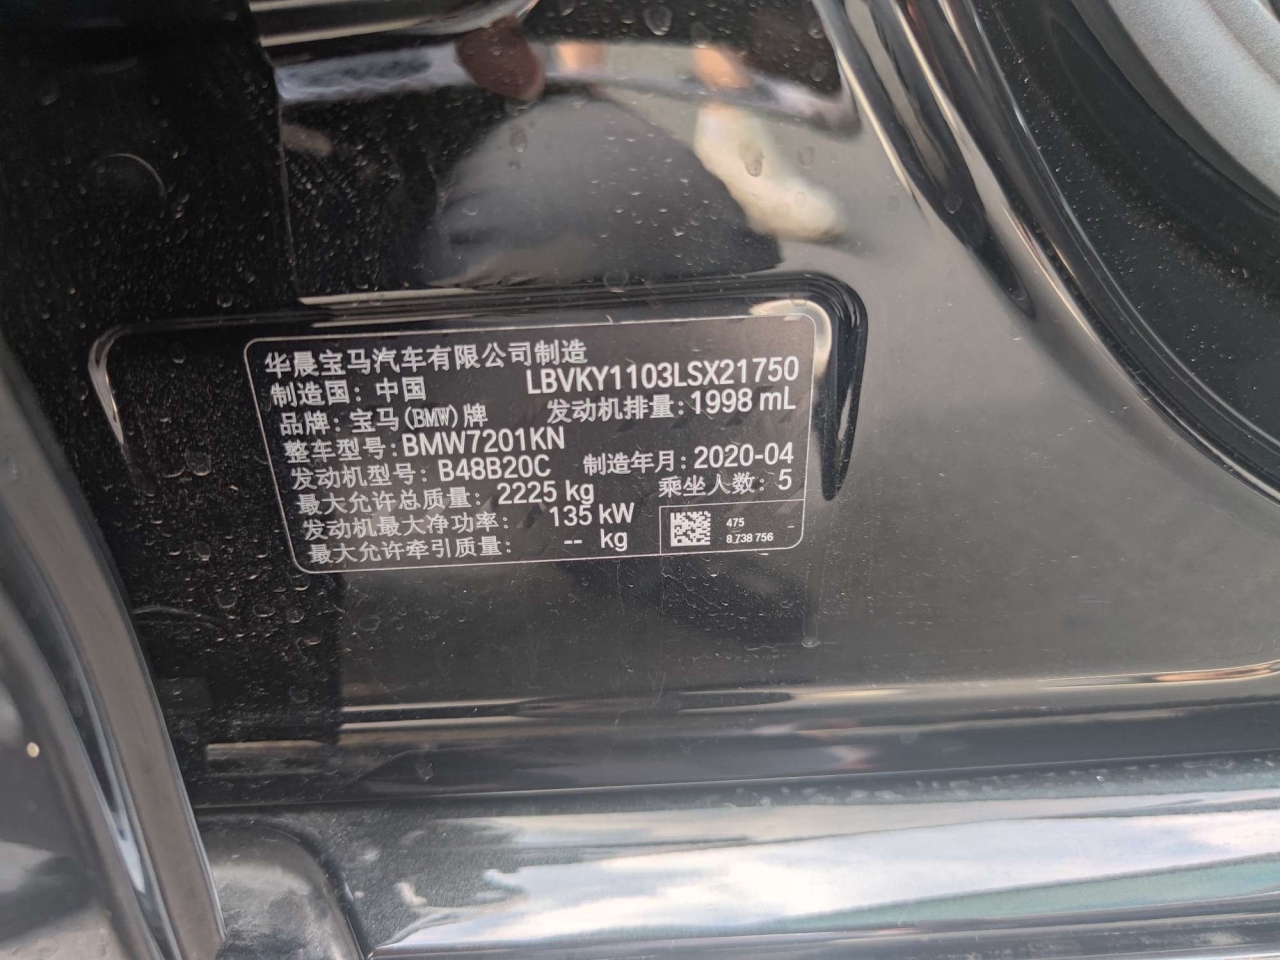 华晨宝马汽车有限公司制造
制造国：中国 LBVKY1103LSX21750
品牌：宝马(BMW)牌 发动机排量：1998 mL
整车型号：BMW7201KN
发动机型号：B48B20C 制造年月：2020-04
最大允许总质量：2225 kg 乘坐人数：5
发动机最大净功率：135 kW
最大允许牵引质量：-- kg
475
8 738 756